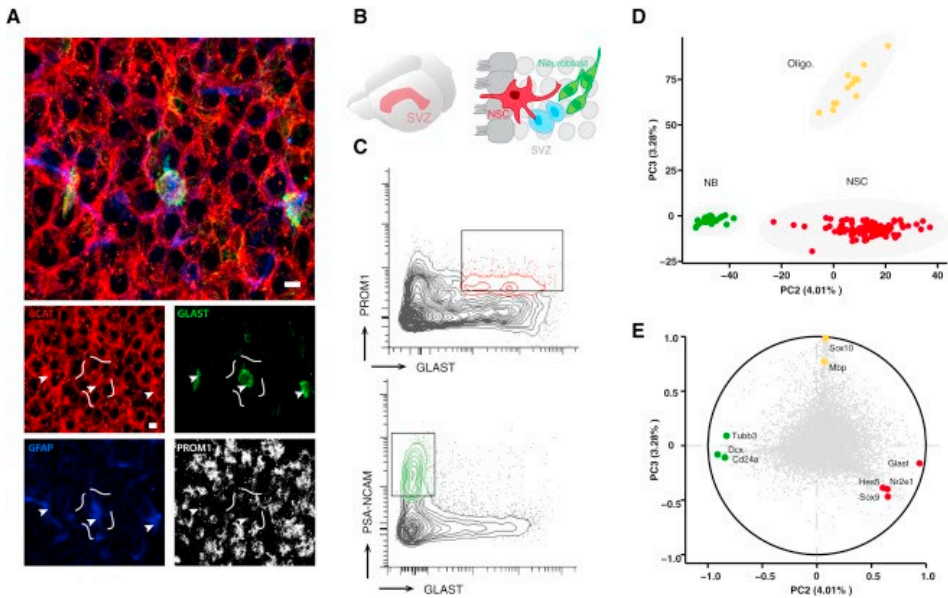 A
BCAT
GLAST
GFAP
PROM1
B
SVZ
Neuroblast
NSC
SVZ
C
PROM1
GLAST
PSA-NCAM
GLAST
D
Oligo.
NB
NSC
75
50
25
0
−25
PC3 (3.28% )
−40
−20
0
20
40
PC2 (4.01% )
E
1.0
0.5
0
−0.5
−1.0
PC3 (3.28% )
Sox10
Mbp
Tubb3
Dcx
Cd24a
Glast
Hes5
Nr2e1
Sox9
−1.0
−0.5
0
0.5
1.0
PC2 (4.01% )